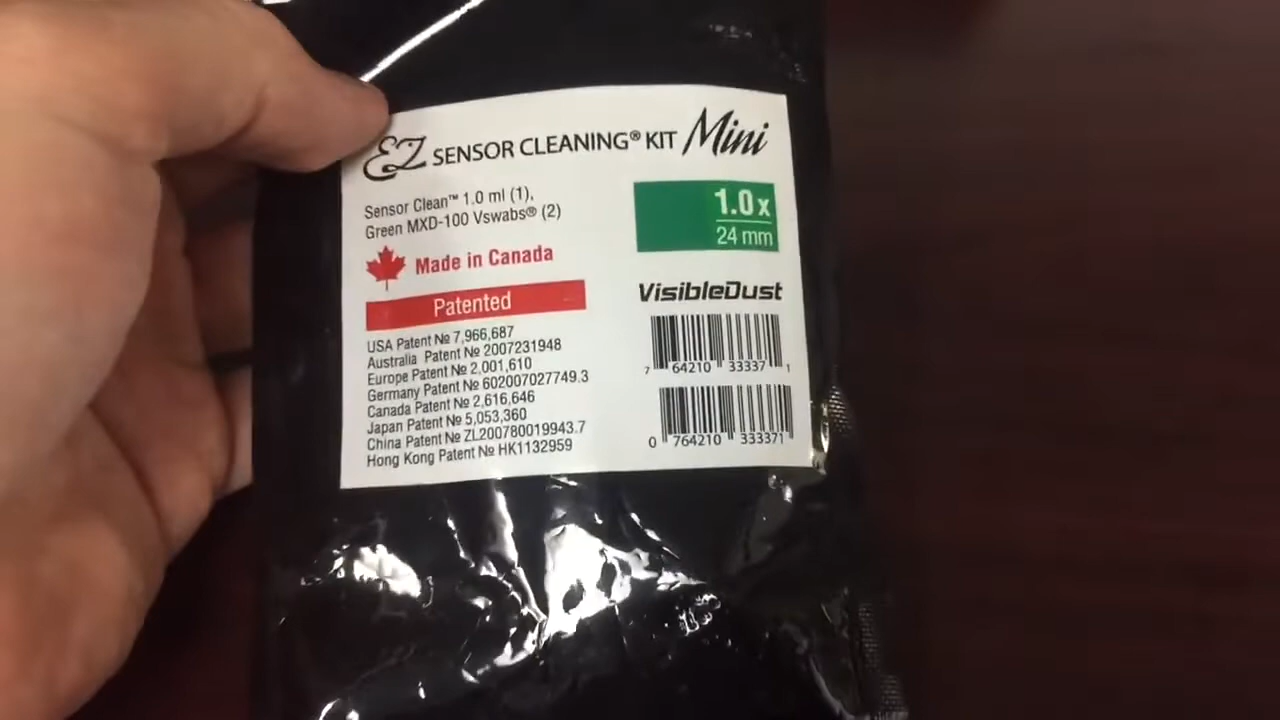 EZ SENSOR CLEANING® KIT Mini
Sensor Clean™ 1.0 ml (1),
Green MXD-100 Vswabs® (2)
Made in Canada
Patented
USA Patent № 7,966,687
Australia Patent № 2007231948
Europe Patent № 2,001,610
Germany Patent № 602007027749.3
Canada Patent № 2,616,646
Japan Patent № 5,053,360
China Patent № ZL200780019943.7
Hong Kong Patent № HK1132959
1.0x
24 mm
VisibleDust
7 64210 33337 1
0 764210 333371